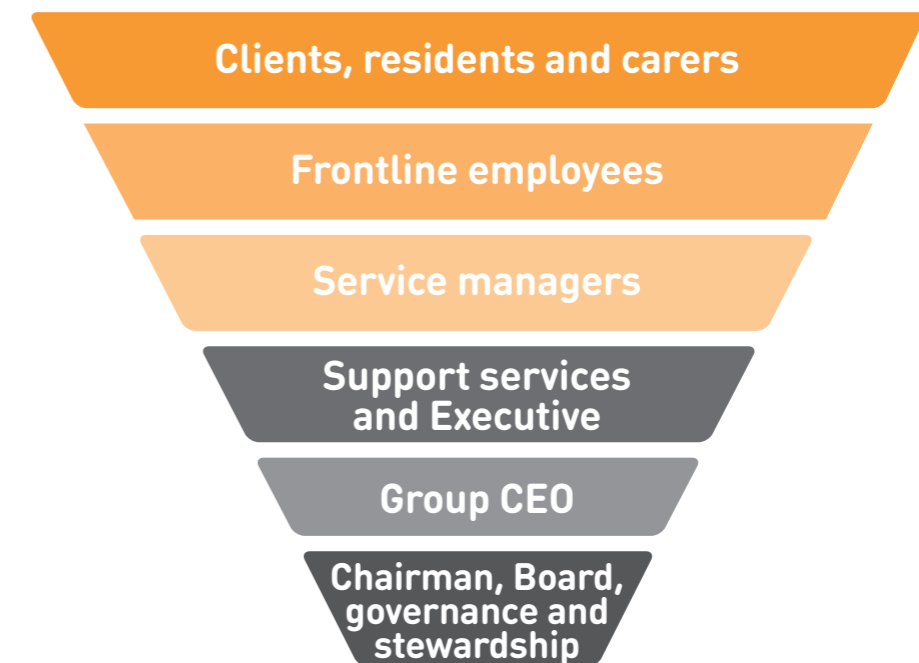 Clients, residents and carers
Frontline employees
Service managers
Support services
and Executive
Group CEO
Chairman, Board,
governance and
stewardship